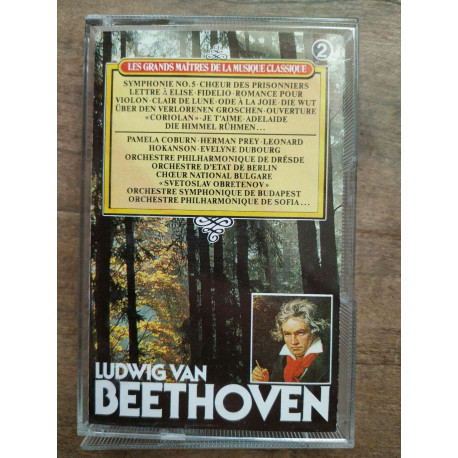 2
LES GRANDS MAÎTRES DE LA MUSIQUE CLASSIQUE
SYMPHONIE NO. 5 · CHŒUR DES PRISONNIERS
LETTRE À ELISE · FIDELIO · ROMANCE POUR
VIOLON · CLAIR DE LUNE · ODE À LA JOIE · DIE WUT
ÜBER DEN VERLORENEN GROSCHEN · OUVERTURE
«CORIOLAN» · JE T'AIME · ADELAIDE
DIE HIMMEL RÜHMEN...
PAMELA COBURN · HERMAN PREY · LEONARD
HOKANSON · EVELYNE DUBOURG
ORCHESTRE PHILHARMONIQUE DE DRÉSDE
ORCHESTRE D'ETAT DE BERLIN
CHŒUR NATIONAL BULGARE
«SVETOSLAV OBRETENOV»
ORCHESTRE SYMPHONIQUE DE BUDAPEST
ORCHESTRE PHILHARMONIQUE DE SOFIA...
LUDWIG VAN
BEETHOVEN